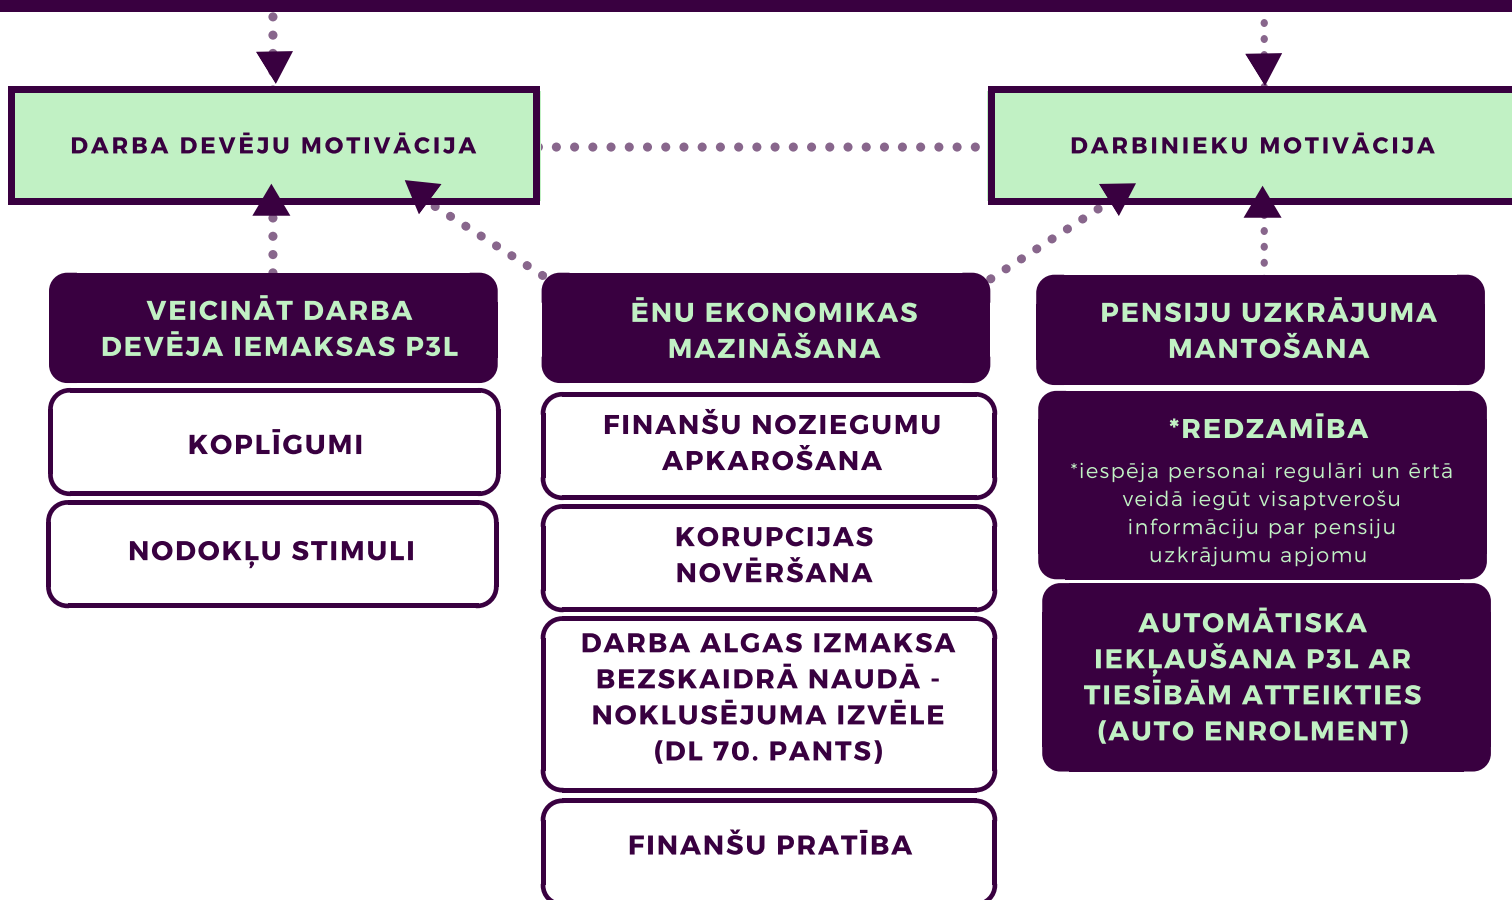 DARBA DEVĒJU MOTIVĀCIJA
DARBINIEKU MOTIVĀCIJA
VEICINĀT DARBA
DEVĒJA IEMAKSAS P3L
KOPLĪGUMI
NODOKĻU STIMULI
ĒNU EKONOMIKAS
MAZINĀŠANA
FINANŠU NOZIEGUMU
APKAROŠANA
KORUPCIJAS
NOVĒRŠANA
DARBA ALGAS IZMAKSA
BEZSKAIDRĀ NAUDĀ -
NOKLUSĒJUMA IZVĒLE
(DL 70. PANTS)
FINANŠU PRATĪBA
PENSIJU UZKRĀJUMA
MANTOŠANA
*REDZAMĪBA
*iespēja personai regulāri un ērtā
veidā iegūt visaptverošu
informāciju par pensiju
uzkrājumu apjomu
AUTOMĀTISKA
IEKĻAUŠANA P3L AR
TIESĪBĀM ATTEIKTIES
(AUTO ENROLMENT)